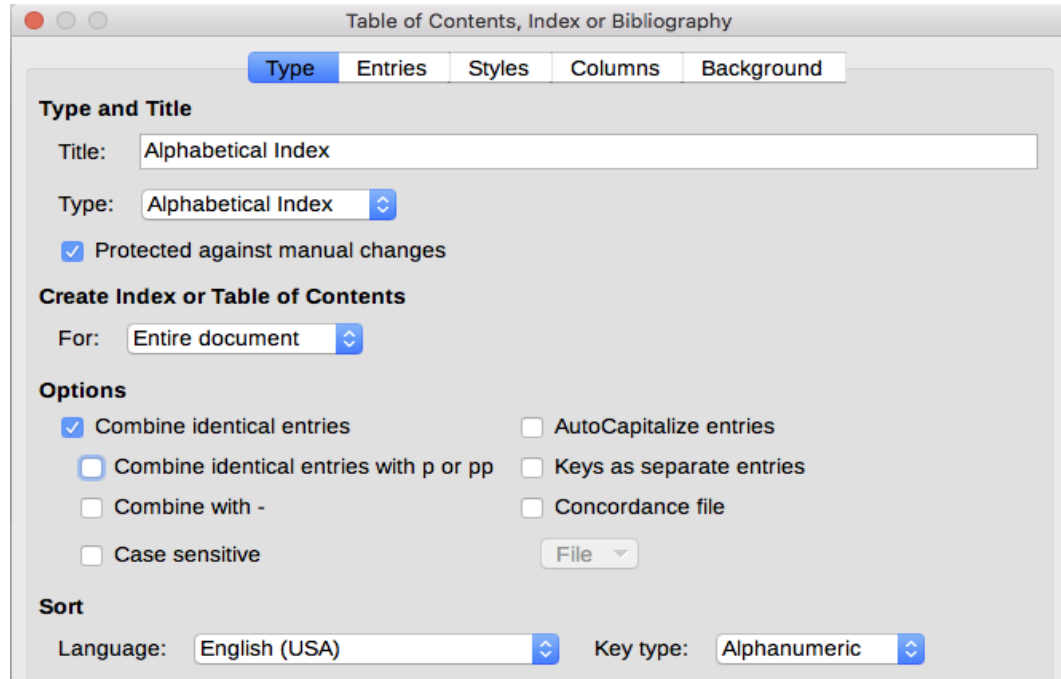 Table of Contents, Index or Bibliography
Type Entries Styles Columns Background
Type and Title
Title: Alphabetical Index
Type: Alphabetical Index
Protected against manual changes
Create Index or Table of Contents
For: Entire document
Options
Combine identical entries AutoCapitalize entries
Combine identical entries with p or pp Keys as separate entries
Combine with - Concordance file
Case sensitive File
Sort
Language: English (USA) Key type: Alphanumeric